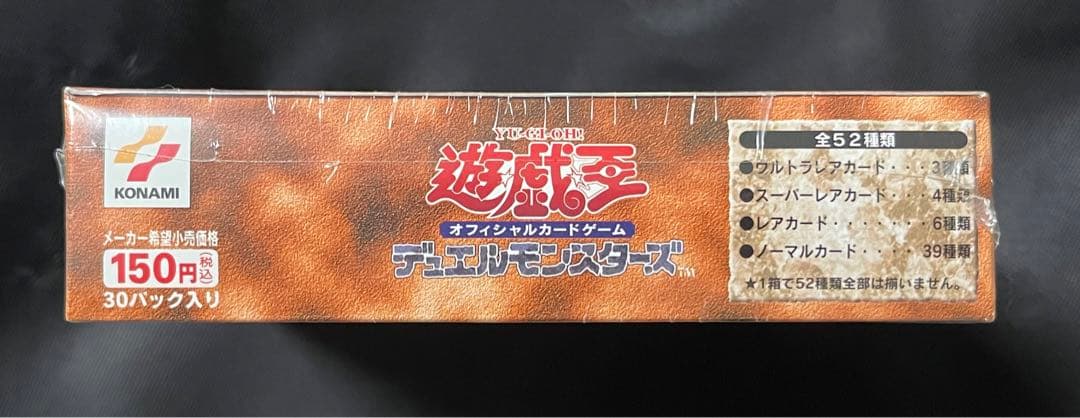 KONAMI
メーカー希望小売価格
150円(税込)
30パック入り
YU-GI-OH!
遊戯王
オフィシャルカードゲーム
デュエルモンスターズ™
全52種類
●ウルトラレアカード・・・3種類
●スーパーレアカード・・・4種類
●レアカード・・・・・・・6種類
●ノーマルカード・・・39種類
★1箱で52種類全部は揃いません。